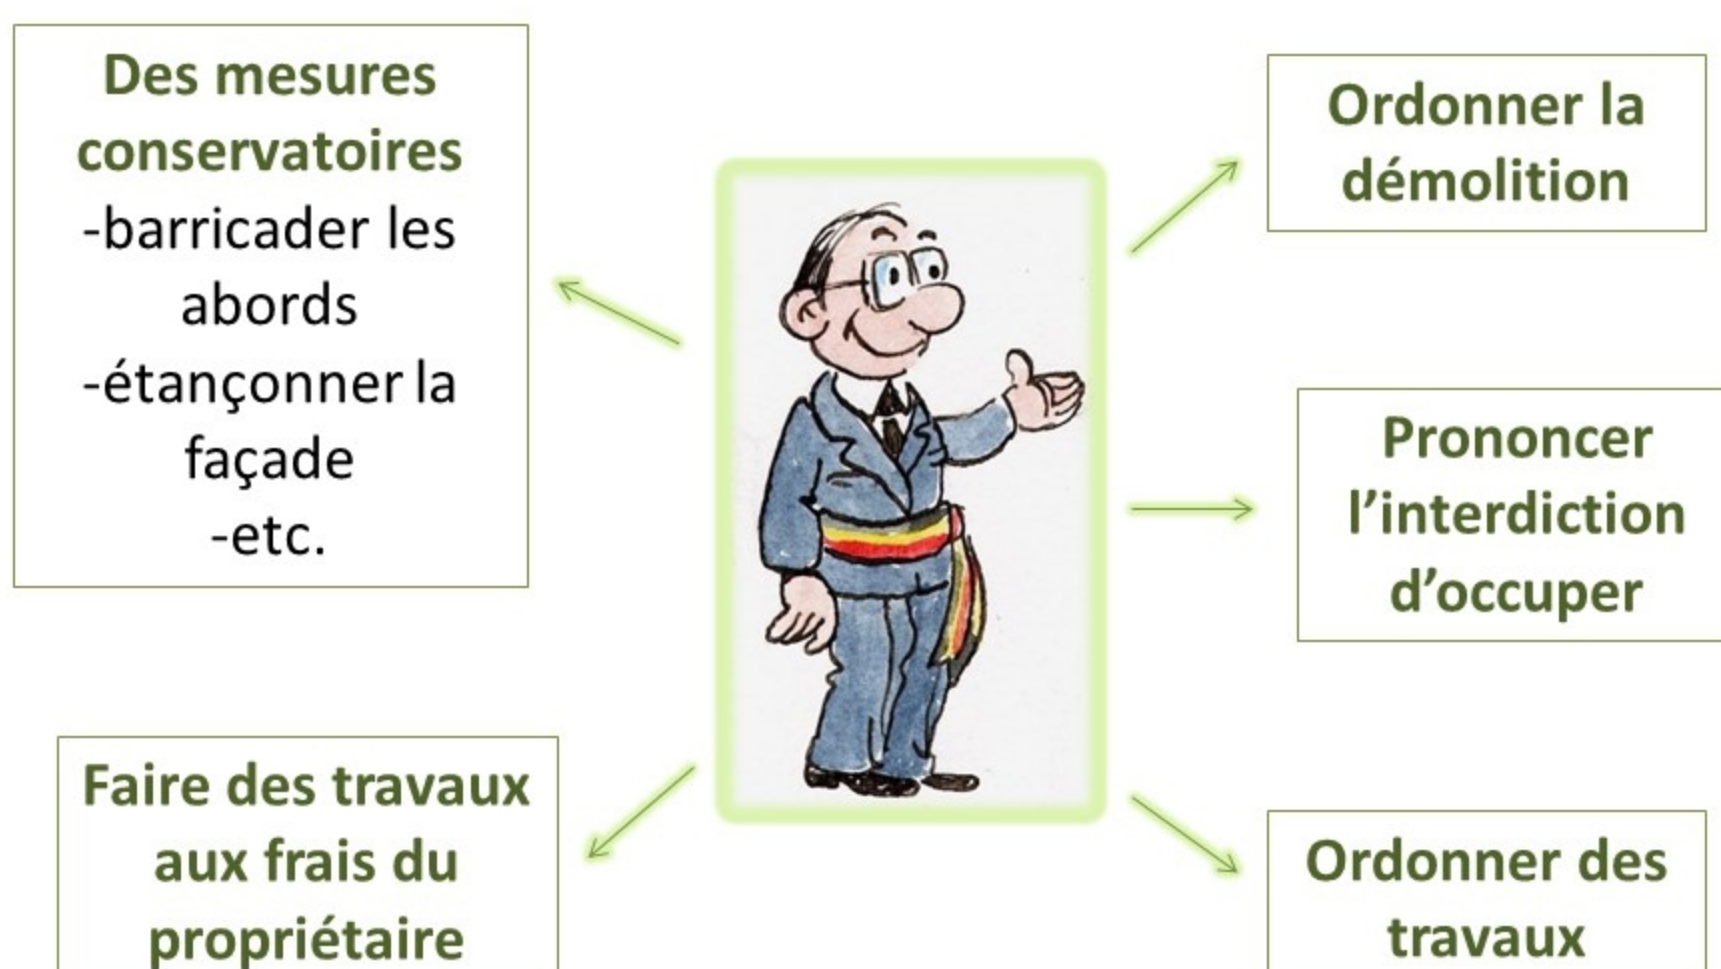 Des mesures
conservatoires
-barricader les
abords
-étançonner la
façade
-etc.
Faire des travaux
aux frais du
propriétaire
Ordonner la
démolition
Prononcer
l’interdiction
d’occuper
Ordonner des
travaux